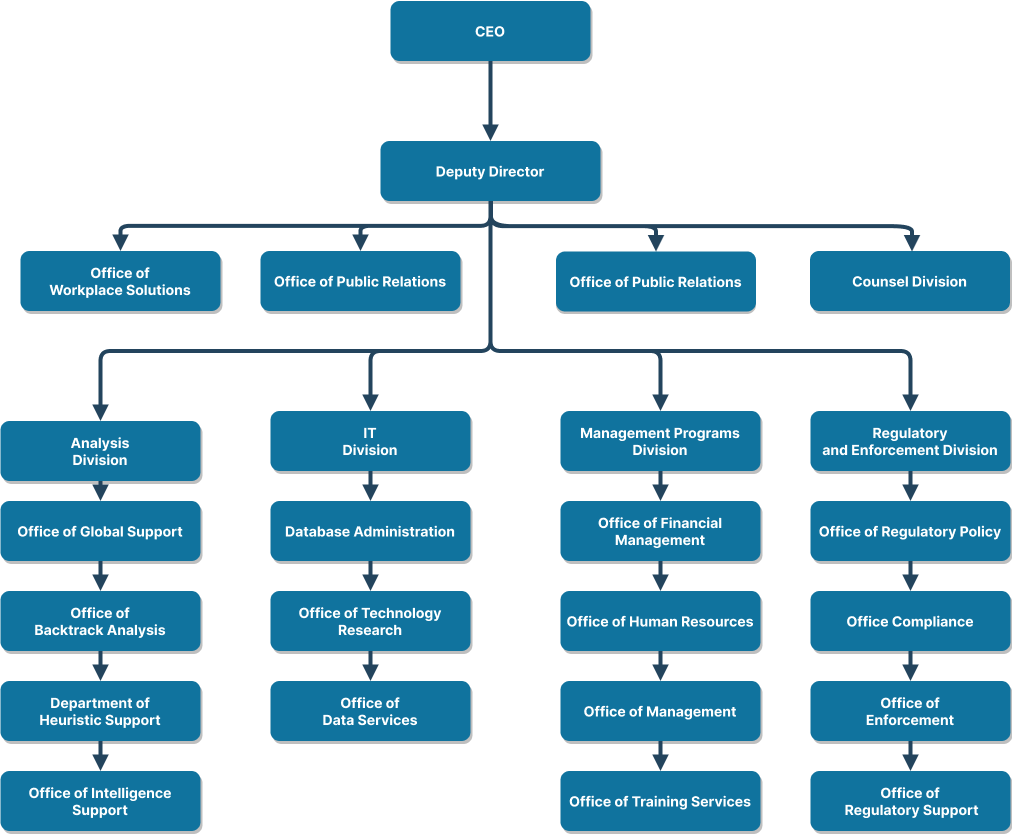 CEO
Deputy Director
Office of
Workplace Solutions
Office of Public Relations
Office of Public Relations
Counsel Division
Analysis
Division
IT
Division
Management Programs
Division
Regulatory
and Enforcement Division
Office of Global Support
Database Administration
Office of Financial
Management
Office of Regulatory Policy
Office of
Backtrack Analysis
Office of Technology
Research
Office of Human Resources
Office Compliance
Department of
Heuristic Support
Office of
Data Services
Office of Management
Office of
Enforcement
Office of Intelligence
Support
Office of Training Services
Office of
Regulatory Support